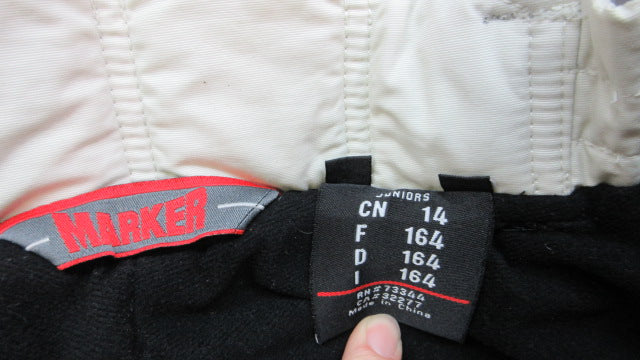 MARKER
JUNIORS
CN 14
F 164
D 164
I 164
RN# 73344
CA# 32277
Made in China